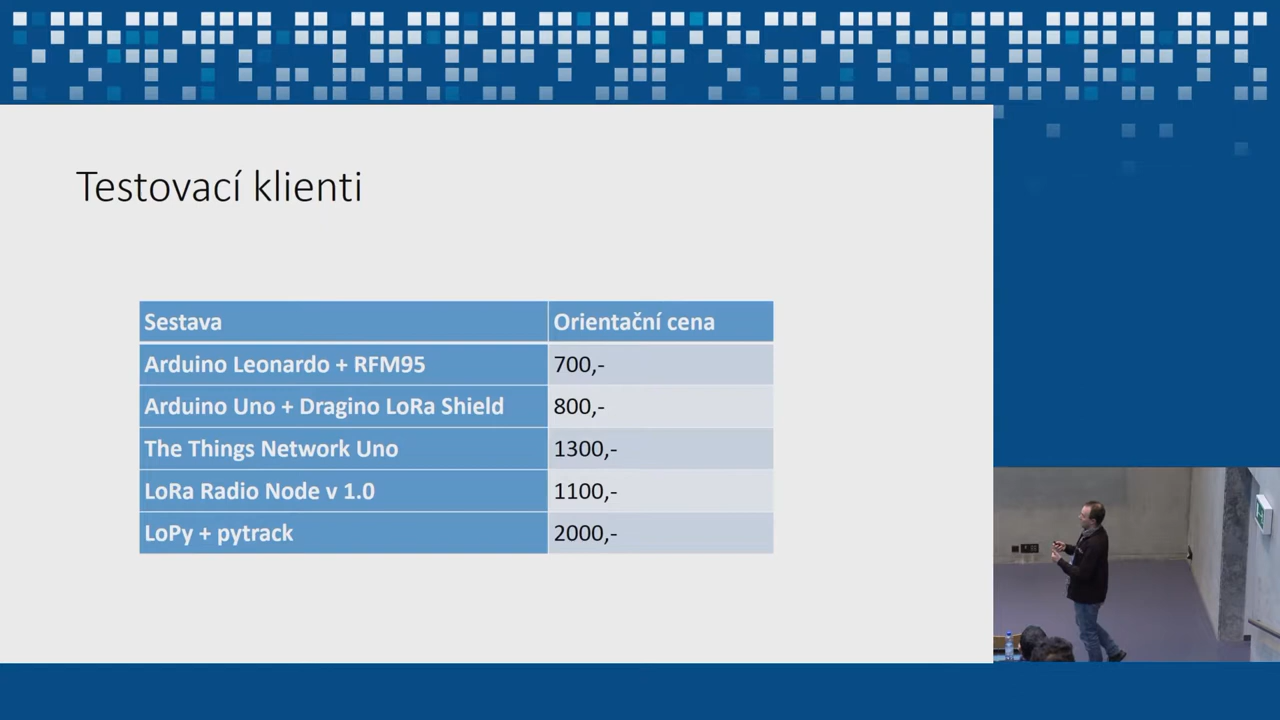 Testovací klienti
Sestava Orientační cena
Arduino Leonardo + RFM95 700,-
Arduino Uno + Dragino LoRa Shield 800,-
The Things Network Uno 1300,-
LoRa Radio Node v 1.0 1100,-
LoPy + pytrack 2000,-